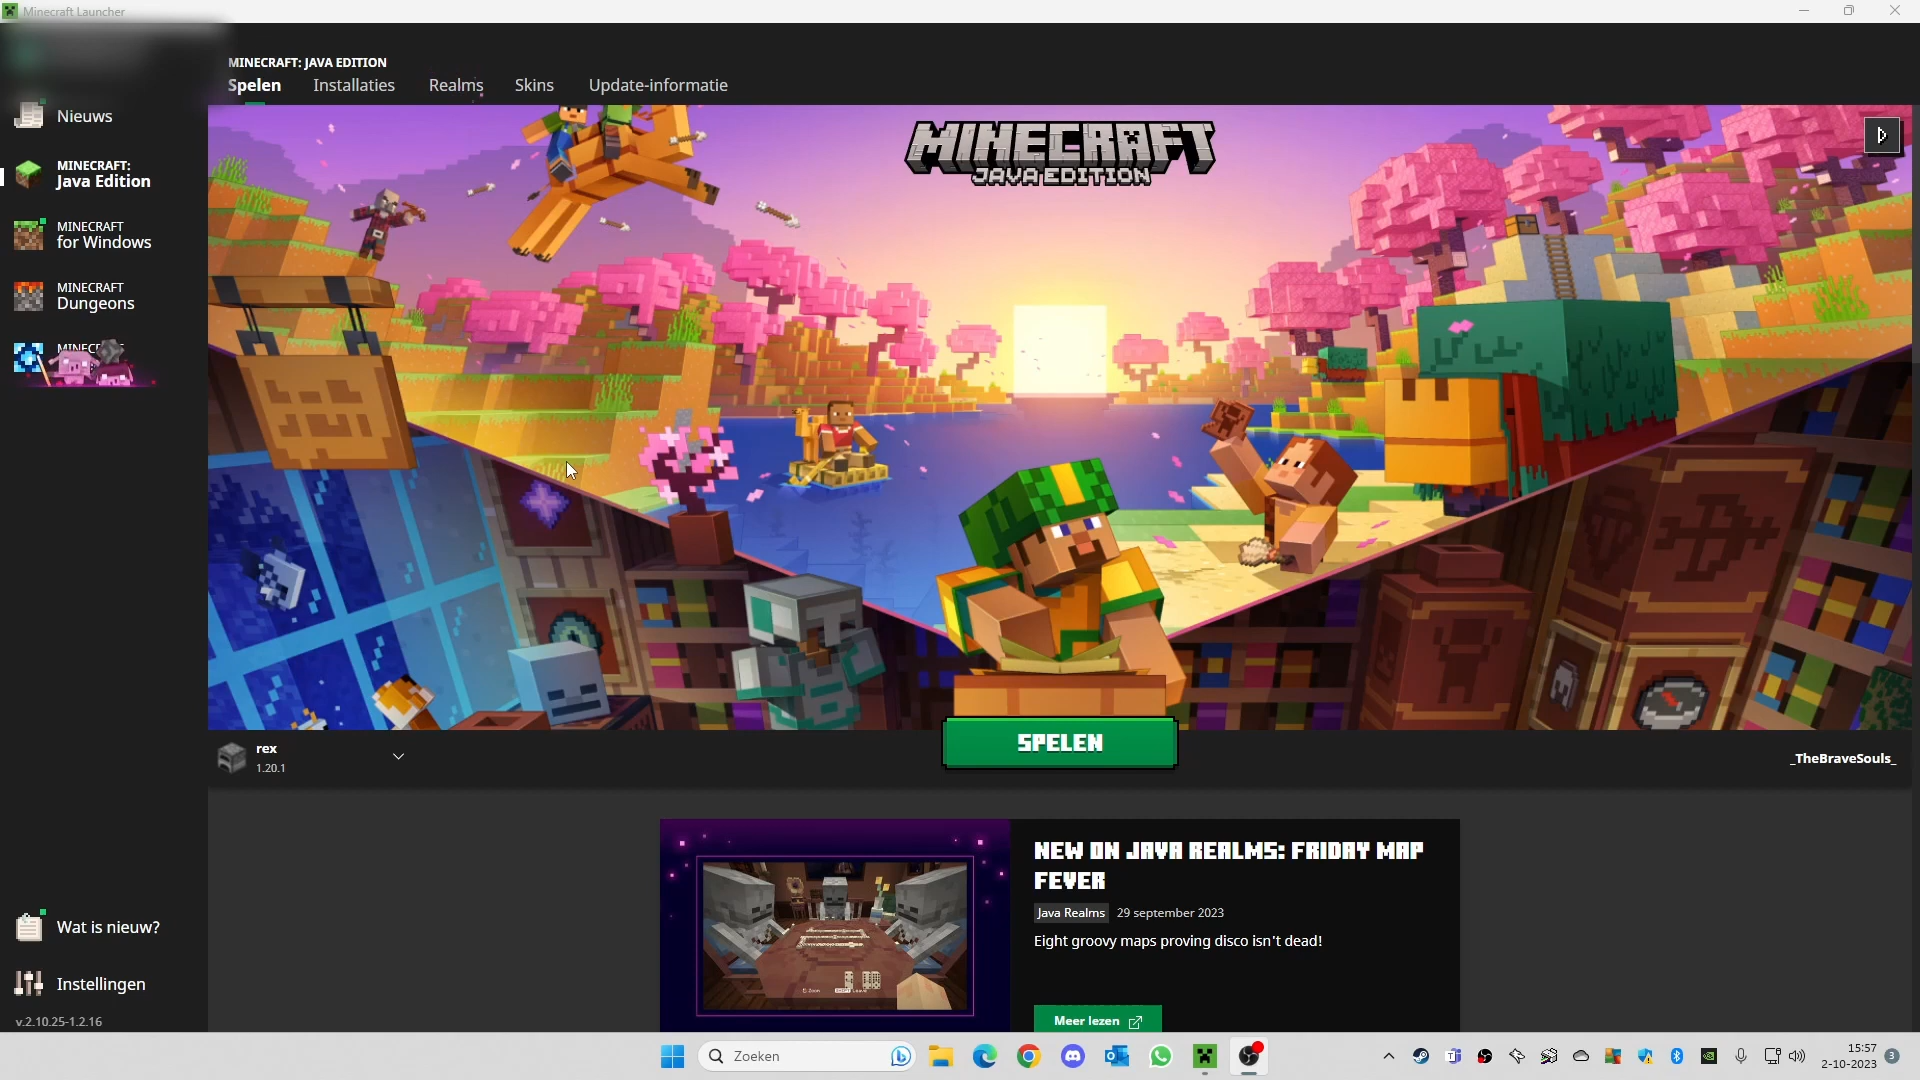 Minecraft Launcher
MINECRAFT: JAVA EDITION
Spelen
Installaties
Realms
Skins
Update-informatie
Nieuws
MINECRAFT:
Java Edition
MINECRAFT
for Windows
MINECRAFT
Dungeons
MINECRAFT
JAVA EDITION
rex
1.20.1
SPELEN
_TheBraveSouls_
NEW ON JAVA REALMS: FRIDAY MAP
FEVER
Java Realms 29 september 2023
Eight groovy maps proving disco isn't dead!
Meer lezen
Wat is nieuw?
Instellingen
v.2.10.25-1.2.16
Zoeken
15:57
2-10-2023
3